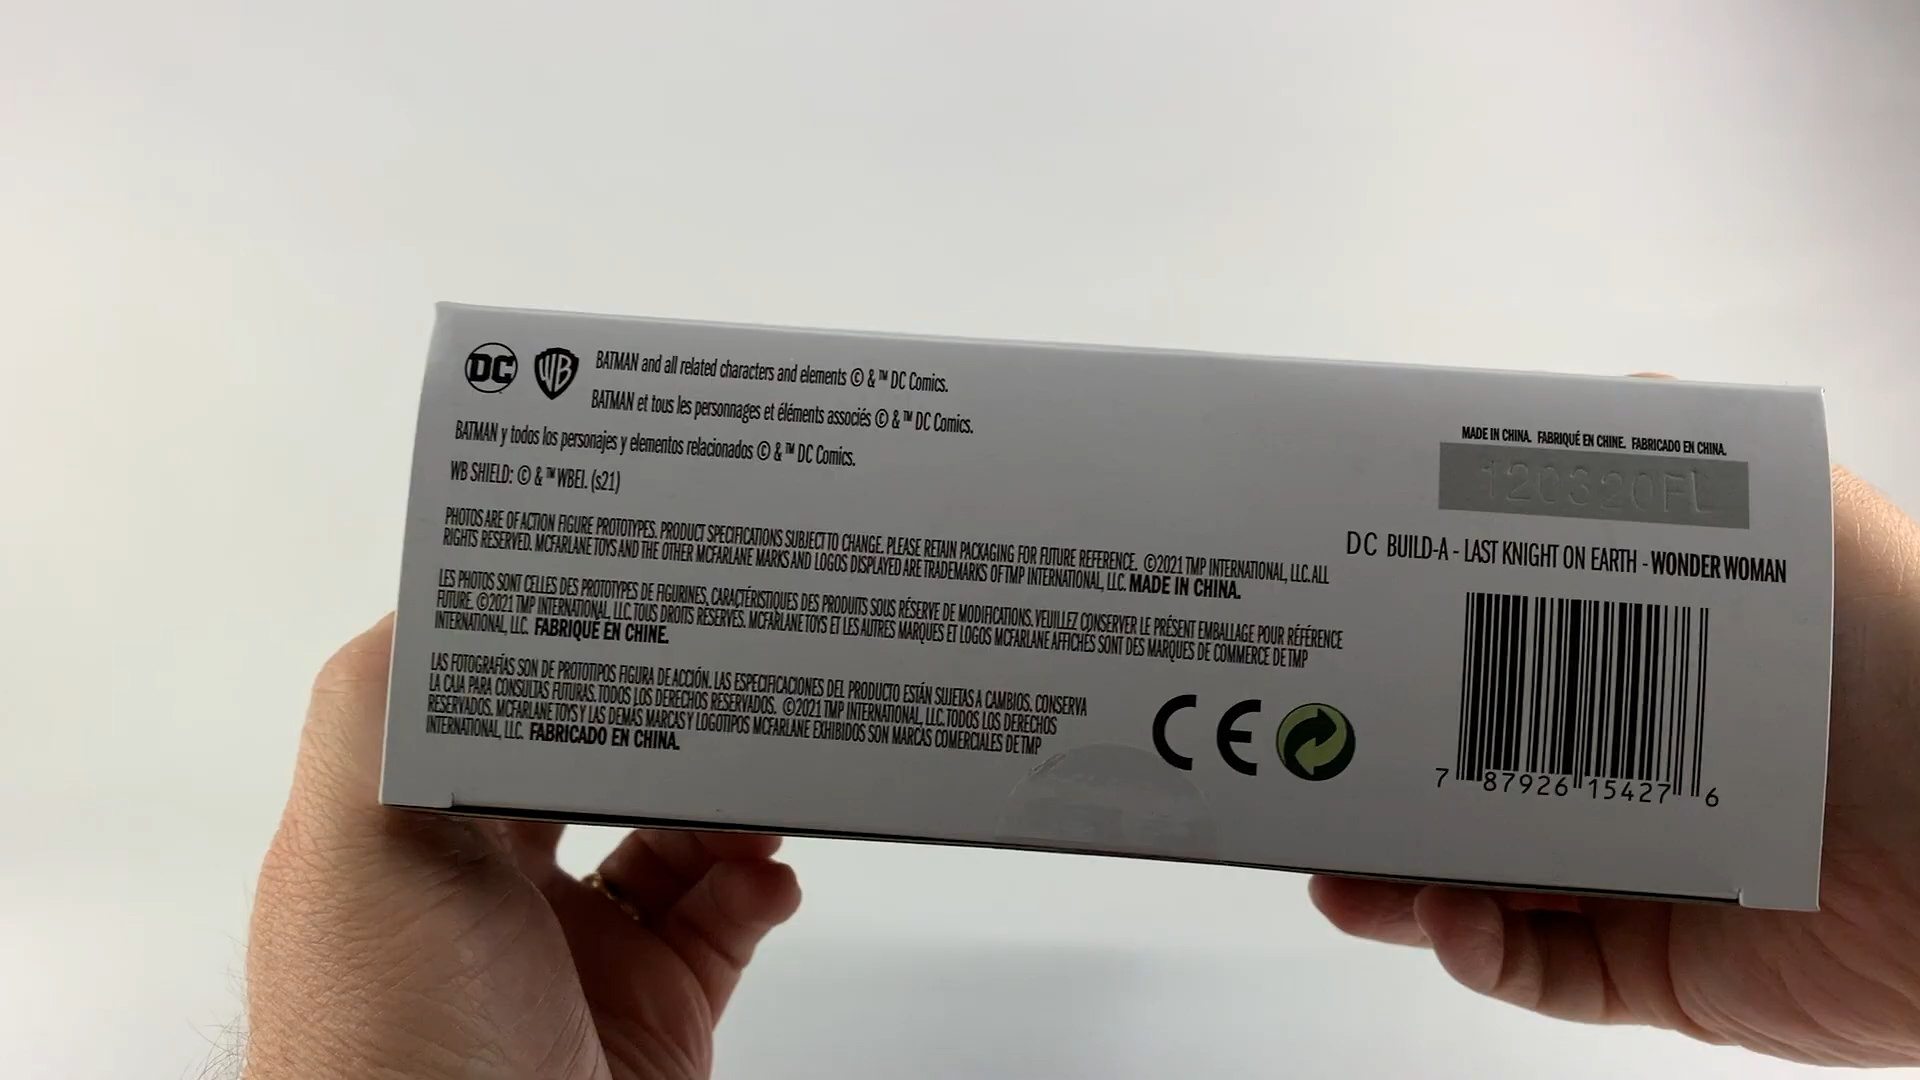 DC WB BATMAN and all related characters and elements © & ™ DC Comics.
BATMAN et tous les personnages et éléments associés © & ™ DC Comics.
BATMAN y todos los personajes y elementos relacionados © & ™ DC Comics.
WB SHIELD: © & ™ WBEI. (s21)
PHOTOS ARE OF ACTION FIGURE PROTOTYPES. PRODUCT SPECIFICATIONS SUBJECT TO CHANGE. PLEASE RETAIN PACKAGING FOR FUTURE REFERENCE. ©2021 TMP INTERNATIONAL, LLC. ALL
RIGHTS RESERVED. MCFARLANE TOYS AND THE OTHER MCFARLANE MARKS AND LOGOS DISPLAYED ARE TRADEMARKS OF TMP INTERNATIONAL, LLC. MADE IN CHINA.
LES PHOTOS SONT CELLES DES PROTOTYPES DE FIGURINES, CARACTÉRISTIQUES DES PRODUITS SOUS RÉSERVE DE MODIFICATIONS. VEUILLEZ CONSERVER LE PRÉSENT EMBALLAGE POUR RÉFÉRENCE
FUTURE. ©2021 TMP INTERNATIONAL, LLC. TOUS DROITS RÉSERVÉS. MCFARLANE TOYS ET LES AUTRES MARQUES ET LOGOS MCFARLANE AFFICHÉS SONT DES MARQUES DE COMMERCE DE TMP
INTERNATIONAL, LLC. FABRIQUÉ EN CHINE.
LAS FOTOGRAFÍAS SON DE PROTOTIPOS FIGURA DE ACCIÓN. LAS ESPECIFICACIONES DEL PRODUCTO ESTÁN SUJETAS A CAMBIOS. CONSERVA
LA CAJA PARA CONSULTAS FUTURAS. TODOS LOS DERECHOS RESERVADOS. ©2021 TMP INTERNATIONAL, LLC. TODOS LOS DERECHOS
RESERVADOS. MCFARLANE TOYS Y LAS DEMÁS MARCAS Y LOGOTIPOS MCFARLANE EXHIBIDOS SON MARCAS COMERCIALES DE TMP
INTERNATIONAL, LLC. FABRICADO EN CHINA.
CE
MADE IN CHINA. FABRIQUÉ EN CHINE. FABRICADO EN CHINA.
120320FL
DC BUILD-A - LAST KNIGHT ON EARTH - WONDER WOMAN
7 87926 15427 6